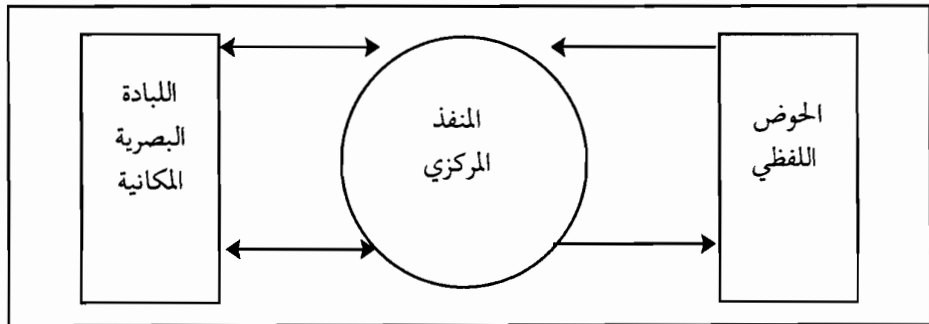 الحوض
اللفظي
المنفذ
المركزي
اللبادة
البصرية
المكانية